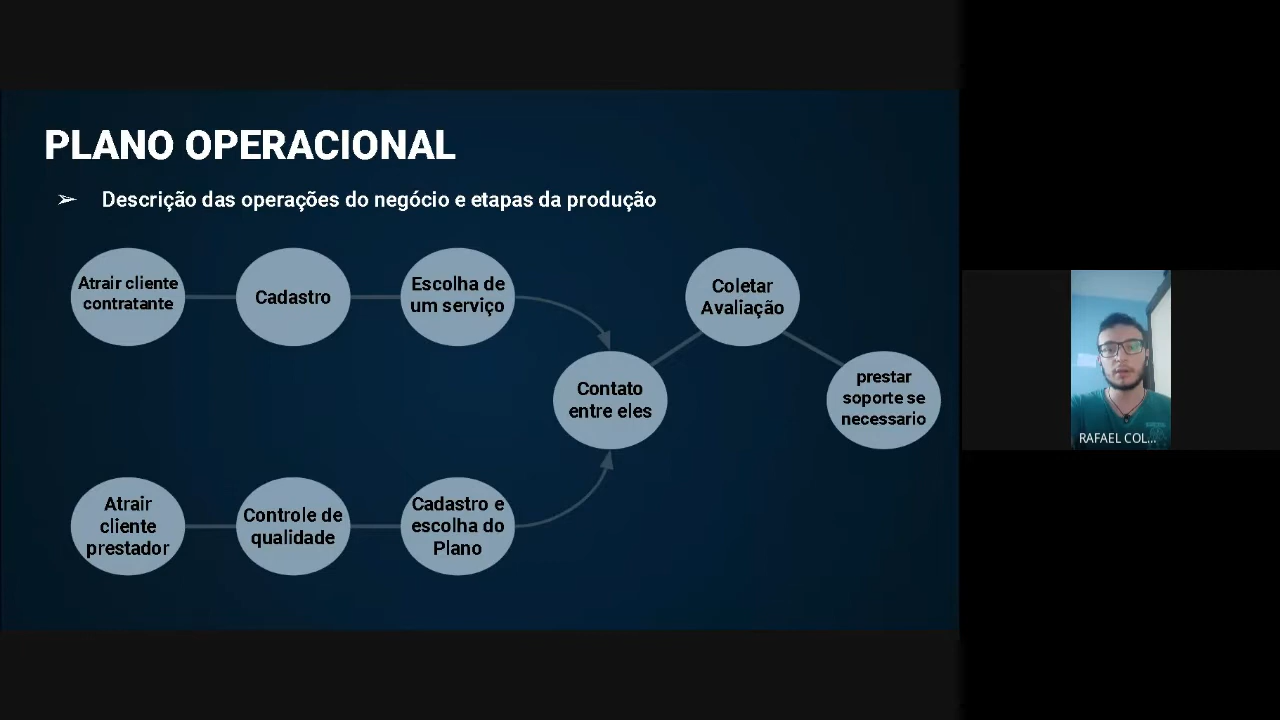 PLANO OPERACIONAL
➢ Descrição das operações do negócio e etapas da produção
Atrair cliente
contratante
Cadastro
Escolha de
um serviço
Coletar
Avaliação
Contato
entre eles
prestar
soporte se
necessario
Atrair
cliente
prestador
Controle de
qualidade
Cadastro e
escolha do
Plano
RAFAEL COL...